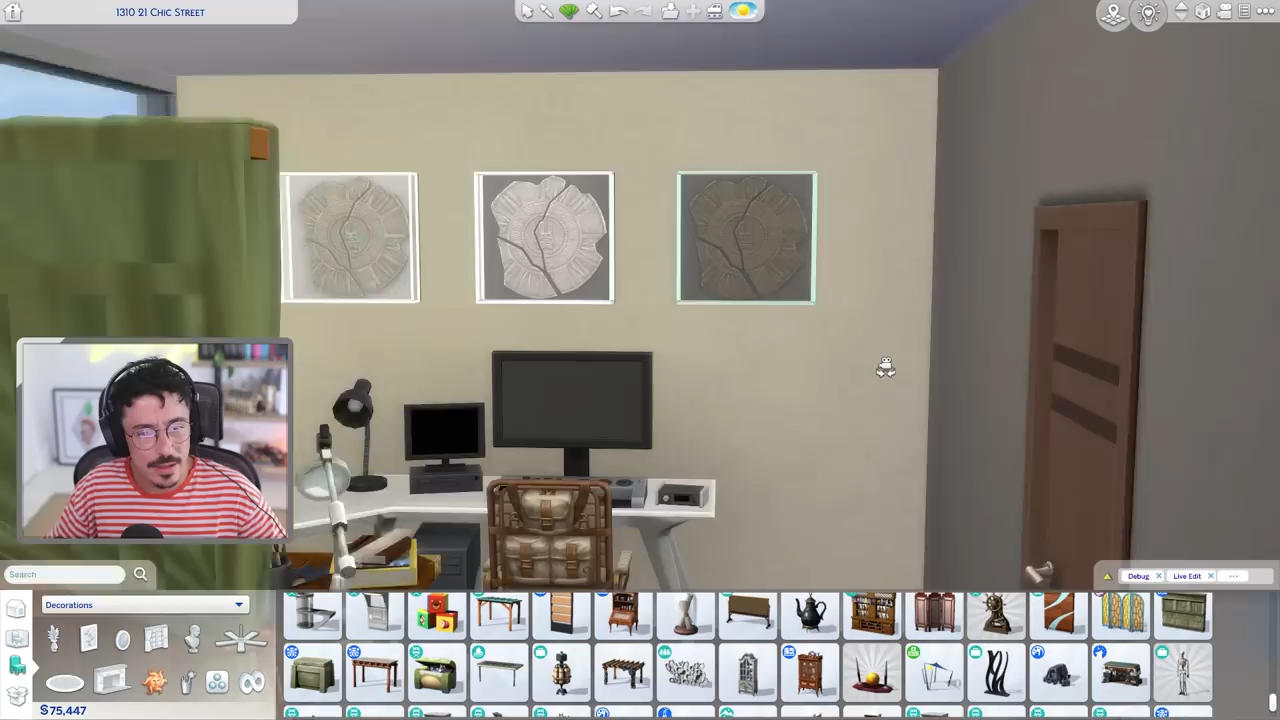 1310 21 CHIC STREET
Debug
Live Edit
Search
Decorations
$75,447